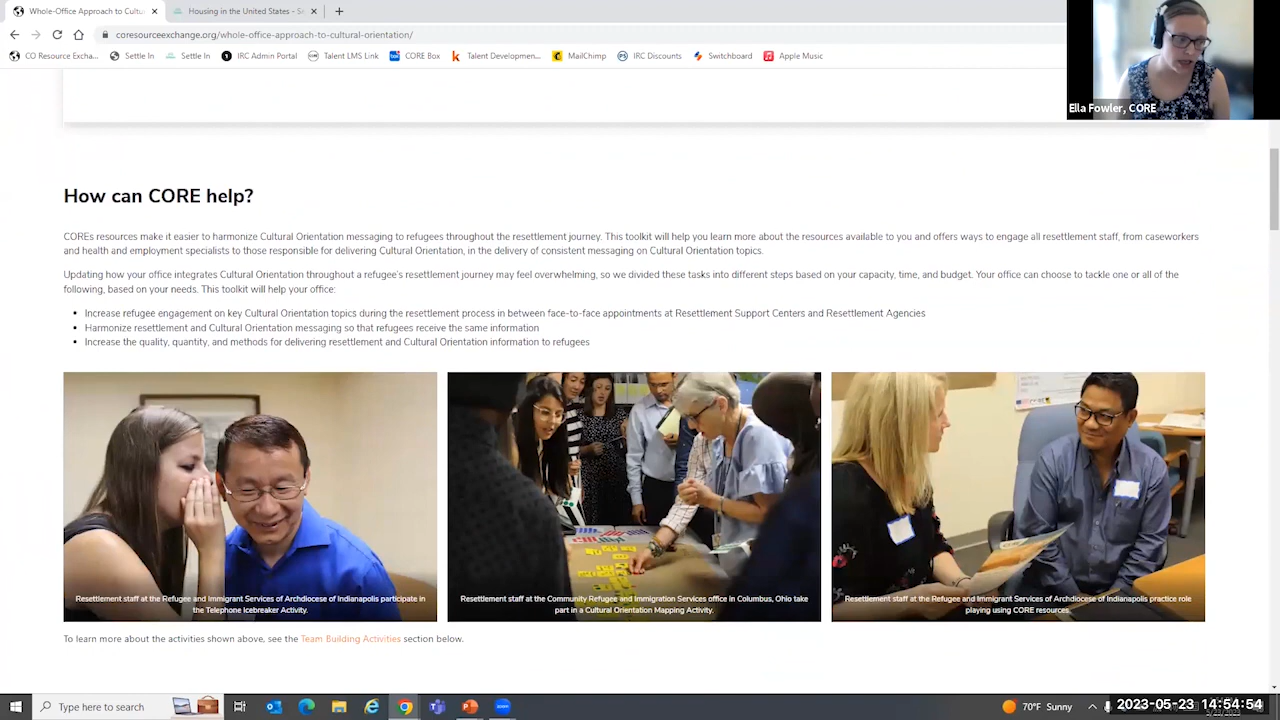 Whole-Office Approach to Cultu
Housing in the United States - S
coresourceexchange.org/whole-office-approach-to-cultural-orientation/
CO Resource Excha...
Settle In
Settle In
IRC Admin Portal
Talent LMS Link
CORE Box
Talent Developmen...
MailChimp
IRC Discounts
Switchboard
Apple Music
Ella Fowler, CORE
How can CORE help?
COREs resources make it easier to harmonize Cultural Orientation messaging to refugees throughout the resettlement journey. This toolkit will help you learn more about the resources available to you and offers ways to engage all resettlement staff, from caseworkers
and health and employment specialists to those responsible for delivering Cultural Orientation, in the delivery of consistent messaging on Cultural Orientation topics.
Updating how your office integrates Cultural Orientation throughout a refugee's resettlement journey may feel overwhelming, so we divided these tasks into different steps based on your capacity, time, and budget. Your office can choose to tackle one or all of the
following, based on your needs. This toolkit will help your office:
• Increase refugee engagement on key Cultural Orientation topics during the resettlement process in between face-to-face appointments at Resettlement Support Centers and Resettlement Agencies
• Harmonize resettlement and Cultural Orientation messaging so that refugees receive the same information
• Increase the quality, quantity, and methods for delivering resettlement and Cultural Orientation information to refugees
Resettlement staff at the Refugee and Immigrant Services of Archdiocese of Indianapolis participate in
the Telephone Icebreaker Activity.
Resettlement staff at the Community Refugee and Immigration Services office in Columbus, Ohio take
part in a Cultural Orientation Mapping Activity.
Resettlement staff at the Refugee and Immigrant Services of Archdiocese of Indianapolis practice role
playing using CORE resources.
To learn more about the activities shown above, see the Team Building Activities section below.
Type here to search
70°F Sunny
2023-05-23 14:54:54